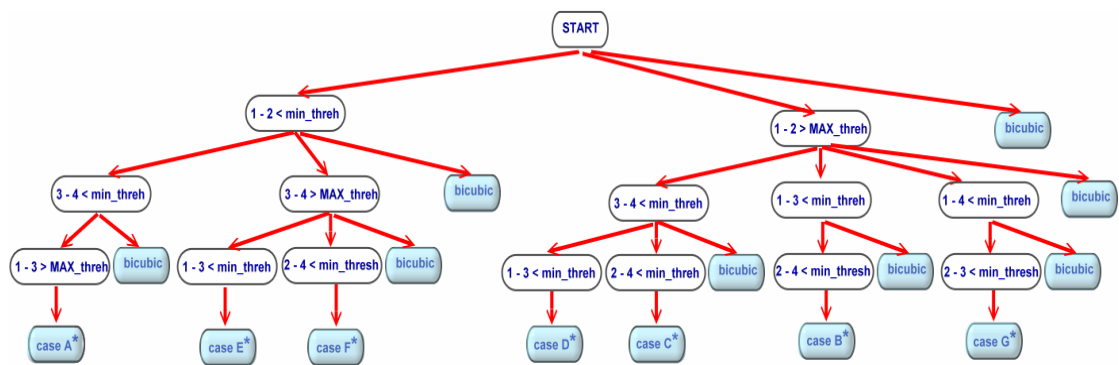 START
1 - 2 < min_threh
1 - 2 > MAX_threh
bicubic
3 - 4 < min_threh
3 - 4 > MAX_threh
bicubic
3 - 4 < min_threh
1 - 3 < min_threh
1 - 4 < min_threh
bicubic
1 - 3 > MAX_threh
bicubic
1 - 3 < min_threh
2 - 4 < min_thresh
bicubic
1 - 3 < min_threh
2 - 4 < min_threh
bicubic
2 - 4 < min_thresh
bicubic
2 - 3 < min_thresh
bicubic
case A*
case E*
case F*
case D*
case C*
case B*
case G*